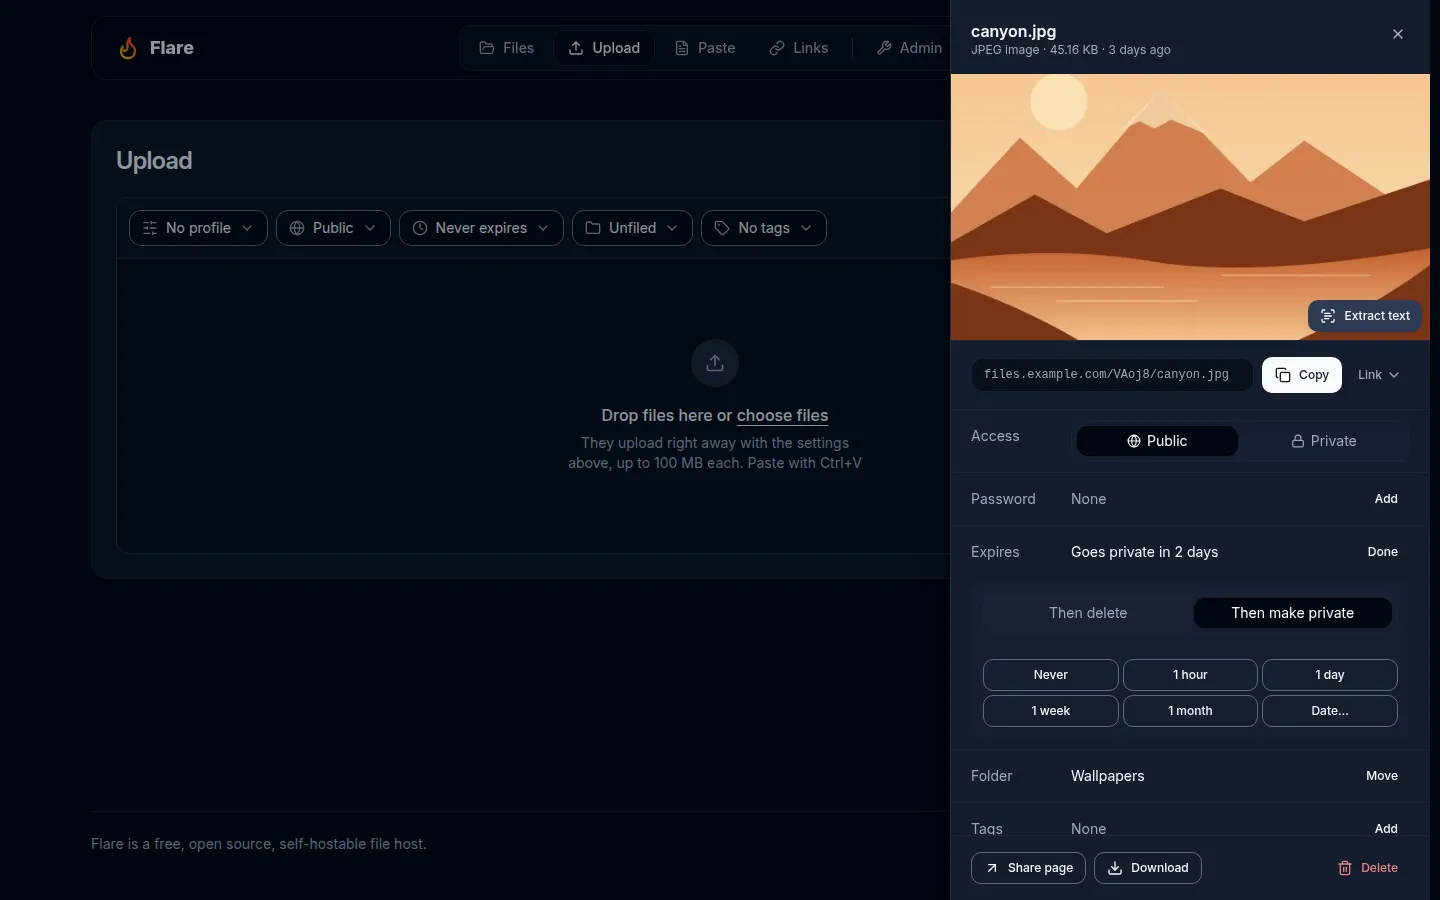 Flare
Files
Upload
Paste
Links
Admin
Upload
No profile
Public
Never expires
Unfiled
No tags
Drop files here or choose files
They upload right away with the settings
above, up to 100 MB each. Paste with Ctrl+V
Flare is a free, open source, self-hostable file host.
canyon.jpg
JPEG image · 45.16 KB · 3 days ago
Extract text
files.example.com/VAoj8/canyon.jpg
Copy
Link
Access
Public
Private
Password
None
Add
Expires
Goes private in 2 days
Done
Then delete
Then make private
Never
1 hour
1 day
1 week
1 month
Date...
Folder
Wallpapers
Move
Tags
None
Add
Share page
Download
Delete